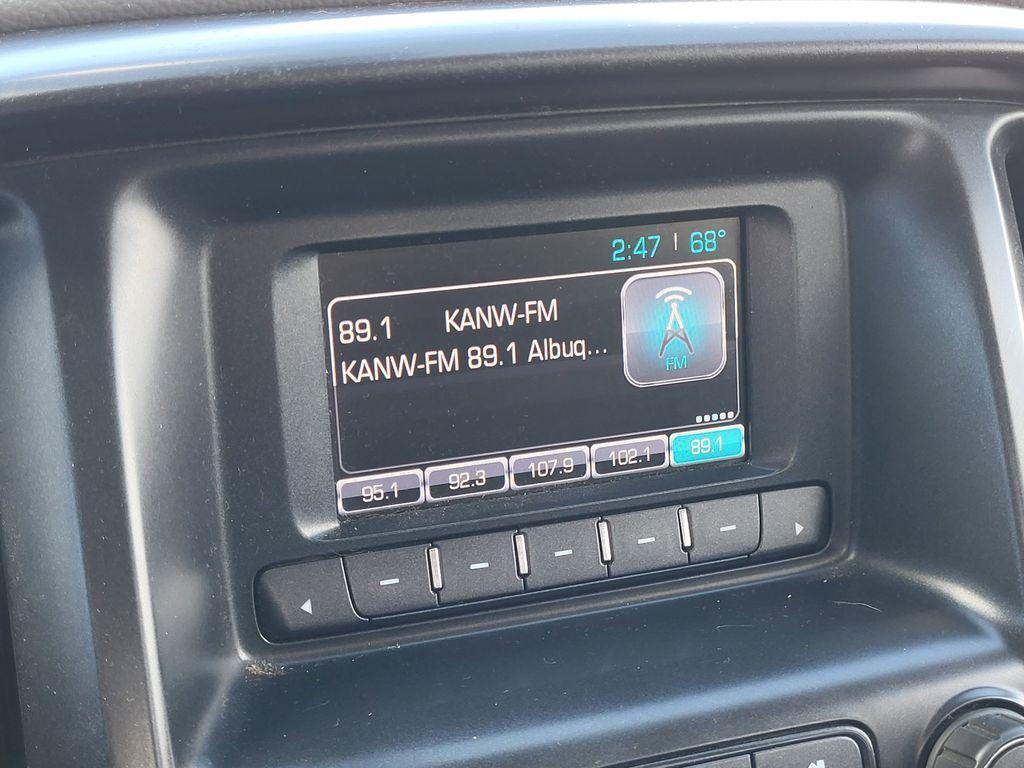 2:47 | 68°
89.1 KANW-FM
KANW-FM 89.1 Albuq...
FM
95.1 92.3 107.9 102.1 89.1